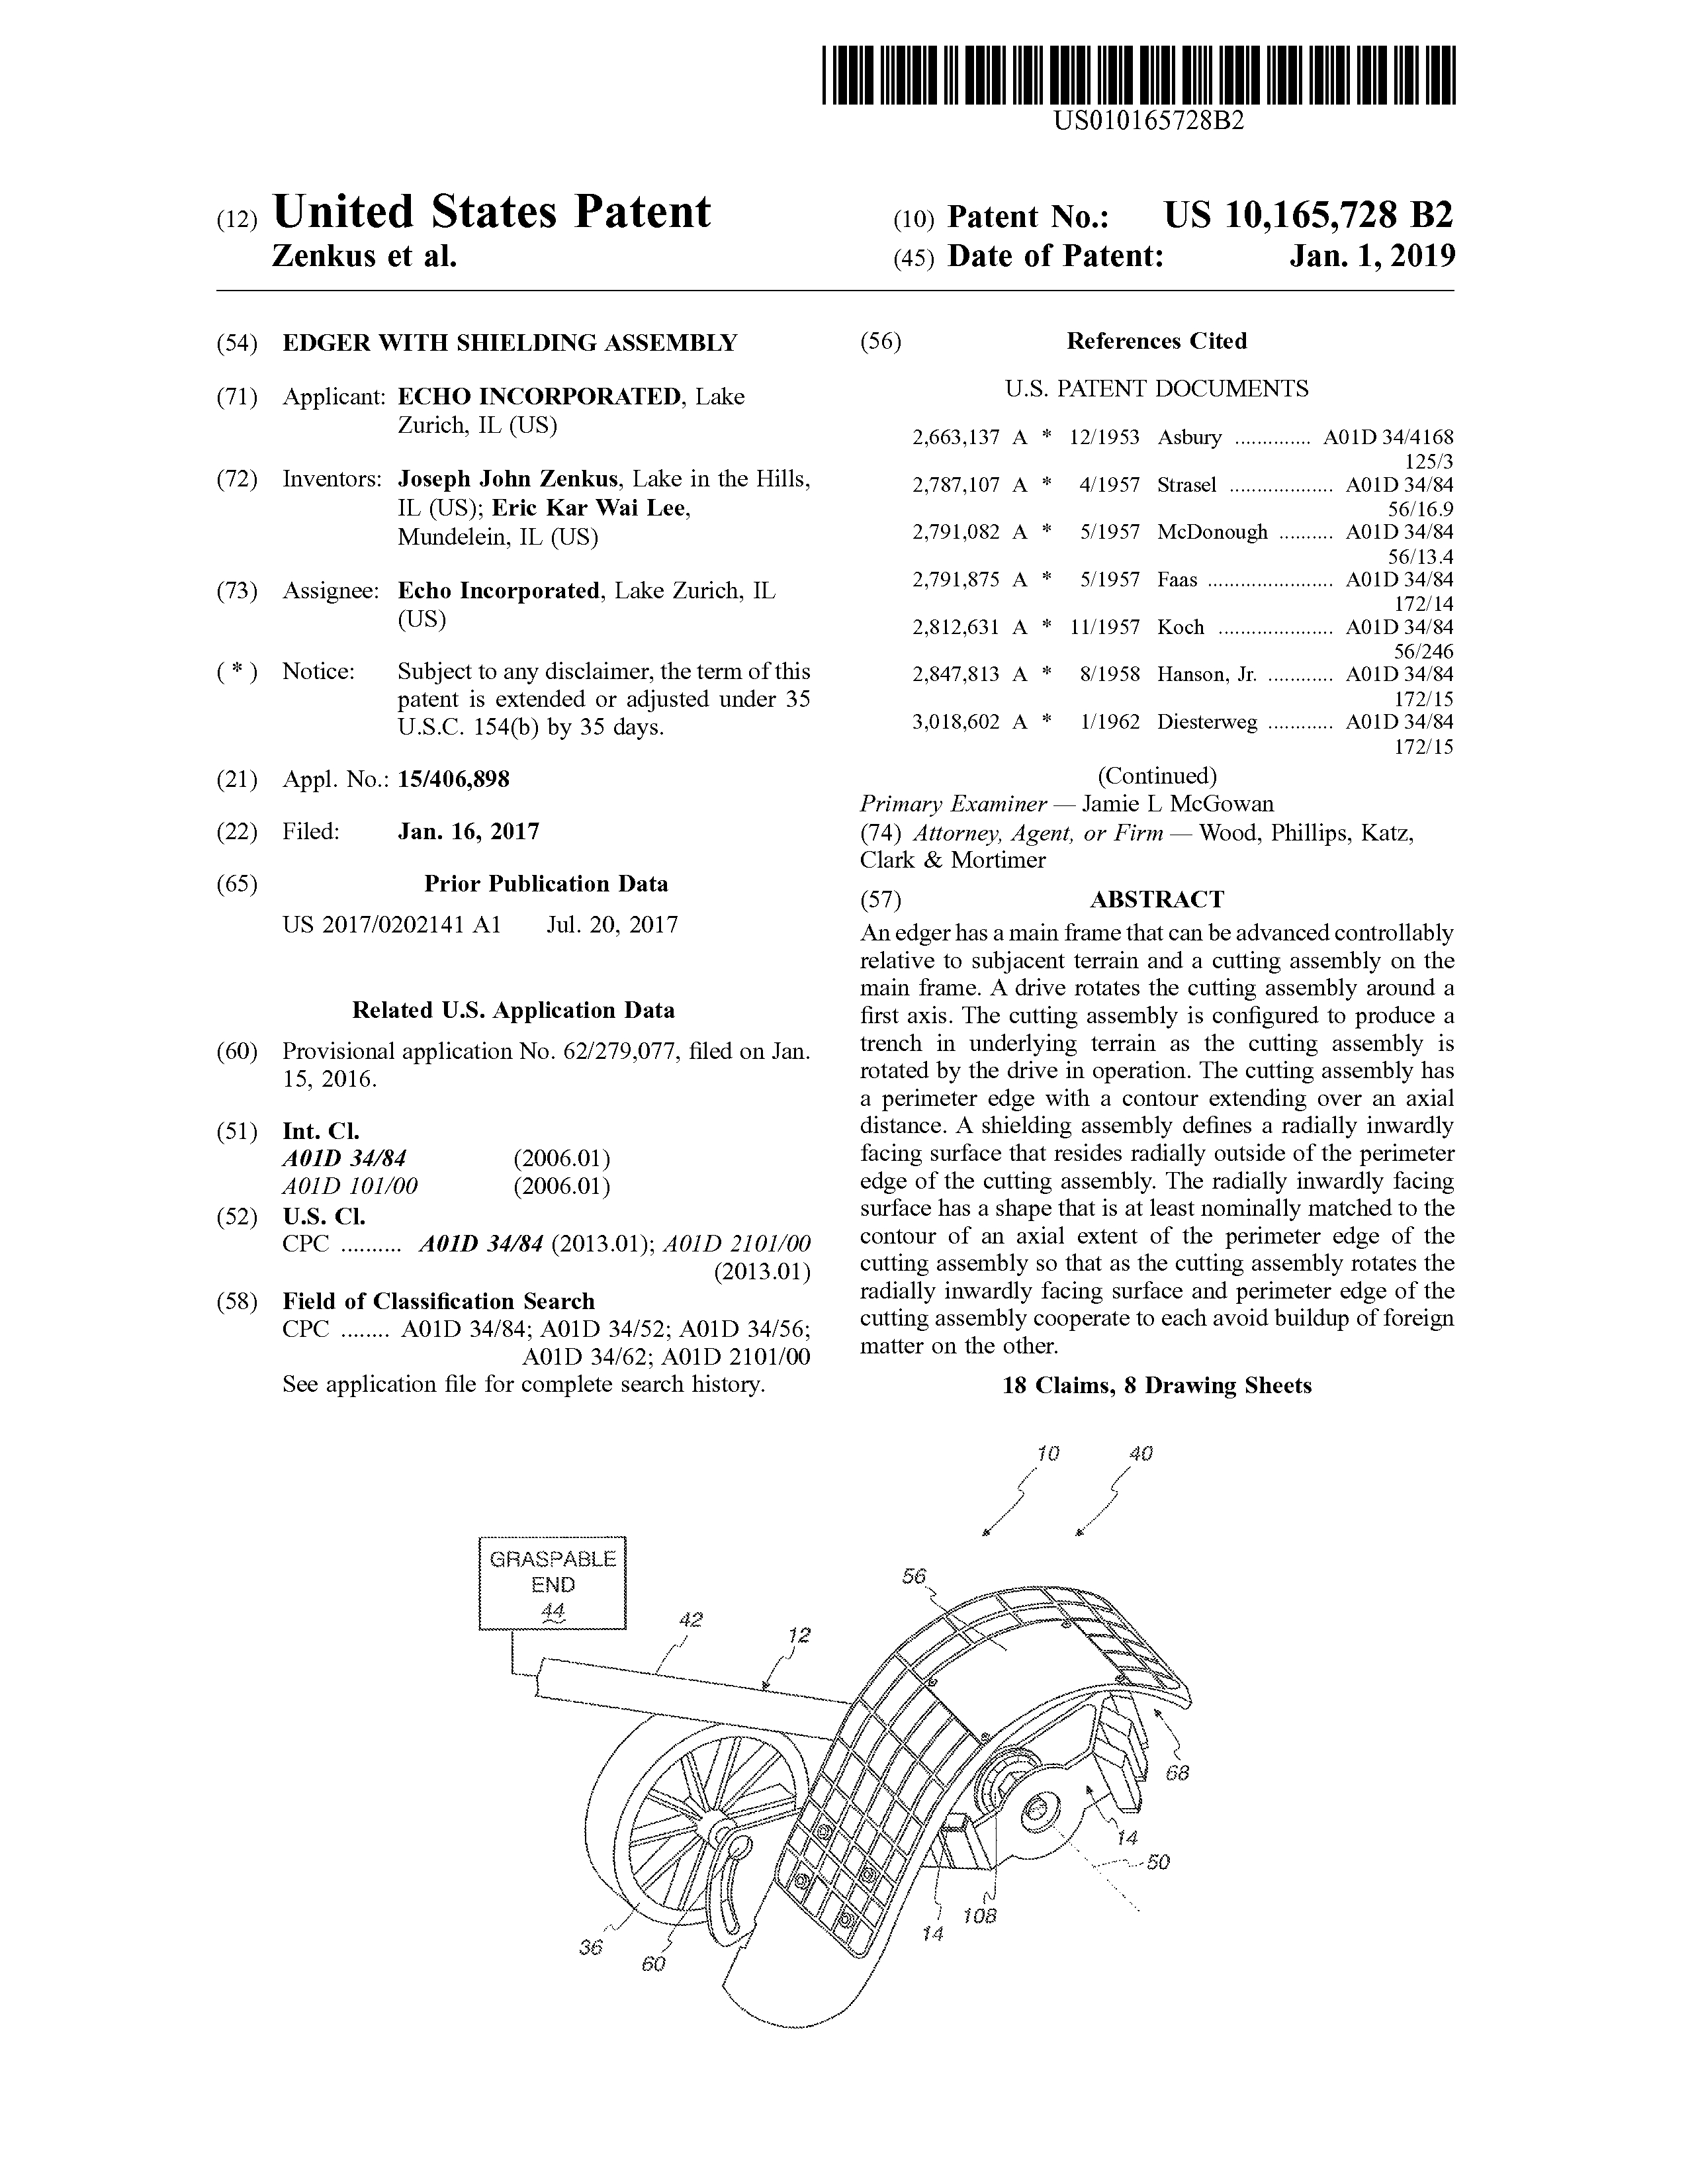 US010165728B2
(12) United States Patent
Zenkus et al.
(10) Patent No.: US 10,165,728 B2
(45) Date of Patent: Jan. 1, 2019
(54) EDGER WITH SHIELDING ASSEMBLY
(71) Applicant: ECHO INCORPORATED, Lake
Zurich, IL (US)
(72) Inventors: Joseph John Zenkus, Lake in the Hills,
IL (US); Eric Kar Wai Lee,
Mundelein, IL (US)
(73) Assignee: Echo Incorporated, Lake Zurich, IL
(US)
( * ) Notice: Subject to any disclaimer, the term of this
patent is extended or adjusted under 35
U.S.C. 154(b) by 35 days.
(21) Appl. No.: 15/406,898
(22) Filed: Jan. 16, 2017
(65) Prior Publication Data
US 2017/0202141 A1 Jul. 20, 2017
Related U.S. Application Data
(60) Provisional application No. 62/279,077, filed on Jan.
15, 2016.
(51) Int. Cl.
A01D 34/84 (2006.01)
A01D 101/00 (2006.01)
(52) U.S. Cl.
CPC .......... A01D 34/84 (2013.01); A01D 2101/00
(2013.01)
(58) Field of Classification Search
CPC ........ A01D 34/84; A01D 34/52; A01D 34/56;
A01D 34/62; A01D 2101/00
See application file for complete search history.
(56) References Cited
U.S. PATENT DOCUMENTS
2,663,137 A * 12/1953 Asbury .............. A01D 34/4168
125/3
2,787,107 A * 4/1957 Strasel ................... A01D 34/84
56/16.9
2,791,082 A * 5/1957 McDonough .......... A01D 34/84
56/13.4
2,791,875 A * 5/1957 Faas ....................... A01D 34/84
172/14
2,812,631 A * 11/1957 Koch ..................... A01D 34/84
56/246
2,847,813 A * 8/1958 Hanson, Jr. ............ A01D 34/84
172/15
3,018,602 A * 1/1962 Diesterweg ............ A01D 34/84
172/15
(Continued)
Primary Examiner — Jamie L McGowan
(74) Attorney, Agent, or Firm — Wood, Phillips, Katz,
Clark & Mortimer
(57) ABSTRACT
An edger has a main frame that can be advanced controllably
relative to subjacent terrain and a cutting assembly on the
main frame. A drive rotates the cutting assembly around a
first axis. The cutting assembly is configured to produce a
trench in underlying terrain as the cutting assembly is
rotated by the drive in operation. The cutting assembly has
a perimeter edge with a contour extending over an axial
distance. A shielding assembly defines a radially inwardly
facing surface that resides radially outside of the perimeter
edge of the cutting assembly. The radially inwardly facing
surface has a shape that is at least nominally matched to the
contour of an axial extent of the perimeter edge of the
cutting assembly so that as the cutting assembly rotates the
radially inwardly facing surface and perimeter edge of the
cutting assembly cooperate to each avoid buildup of foreign
matter on the other.
18 Claims, 8 Drawing Sheets
10 40
GRASPABLE
END
44
56
42
12
68
14
50
108
14
36
60